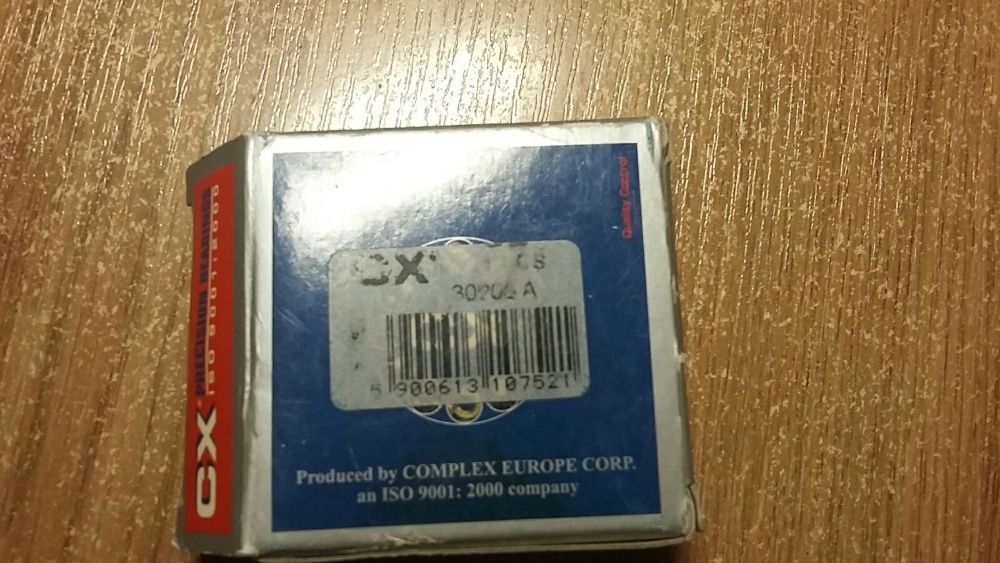 CX PRECISION BEARINGS
ISO 9001:2000
Quality Control
CX
5 900613 107521
Produced by COMPLEX EUROPE CORP.
an ISO 9001: 2000 company